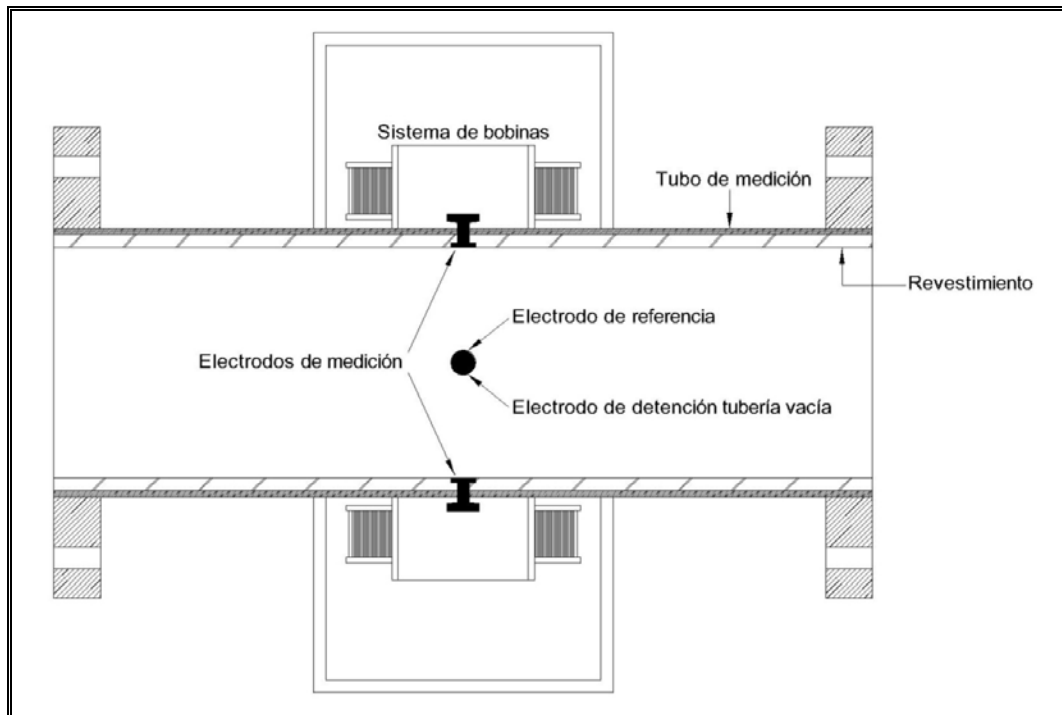 Sistema de bobinas
Tubo de medición
Revestimiento
Electrodo de referencia
Electrodos de medición
Electrodo de detención tubería vacía